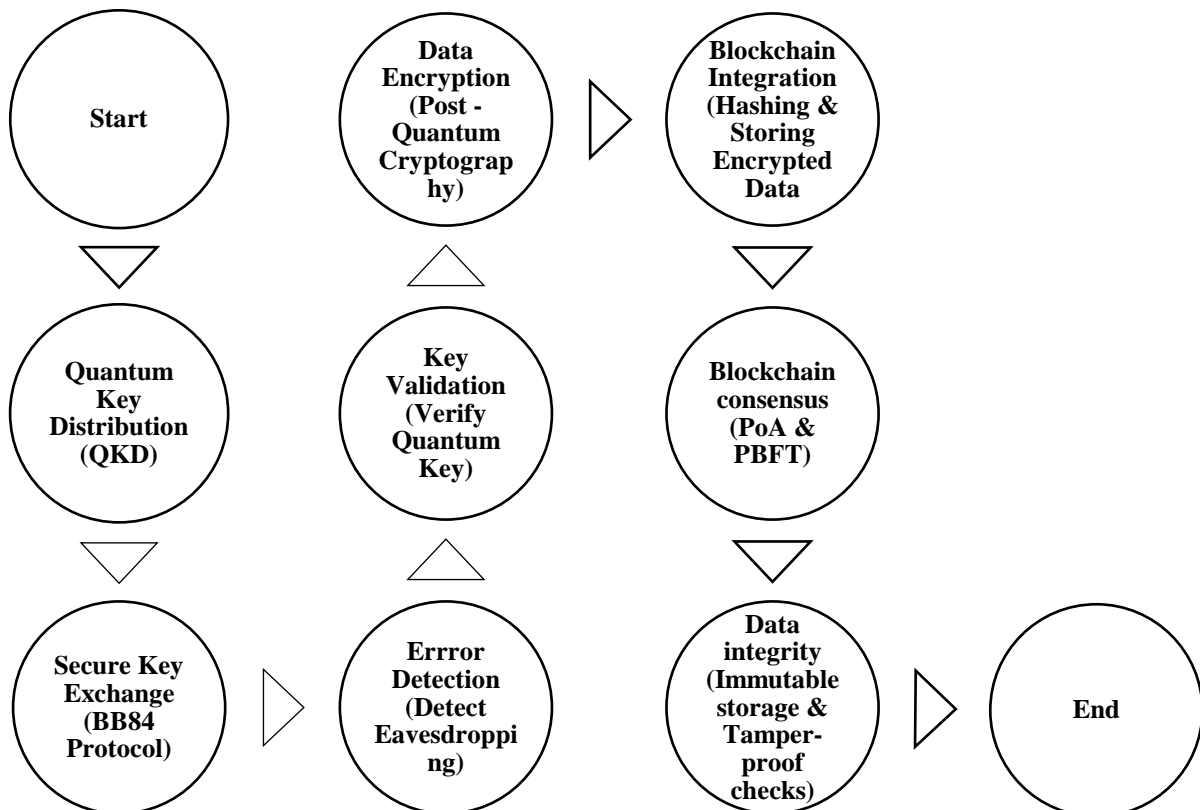 Start
Quantum
Key
Distribution
(QKD)
Secure Key
Exchange
(BB84
Protocol)
Errror
Detection
(Detect
Eavesdroppi
ng)
Key
Validation
(Verify
Quantum
Key)
Data
Encryption
(Post -
Quantum
Cryptograp
hy)
Blockchain
Integration
(Hashing &
Storing
Encrypted
Data
Blockchain
consensus
(PoA &
PBFT)
Data
integrity
(Immutable
storage &
Tamper-
proof
checks)
End